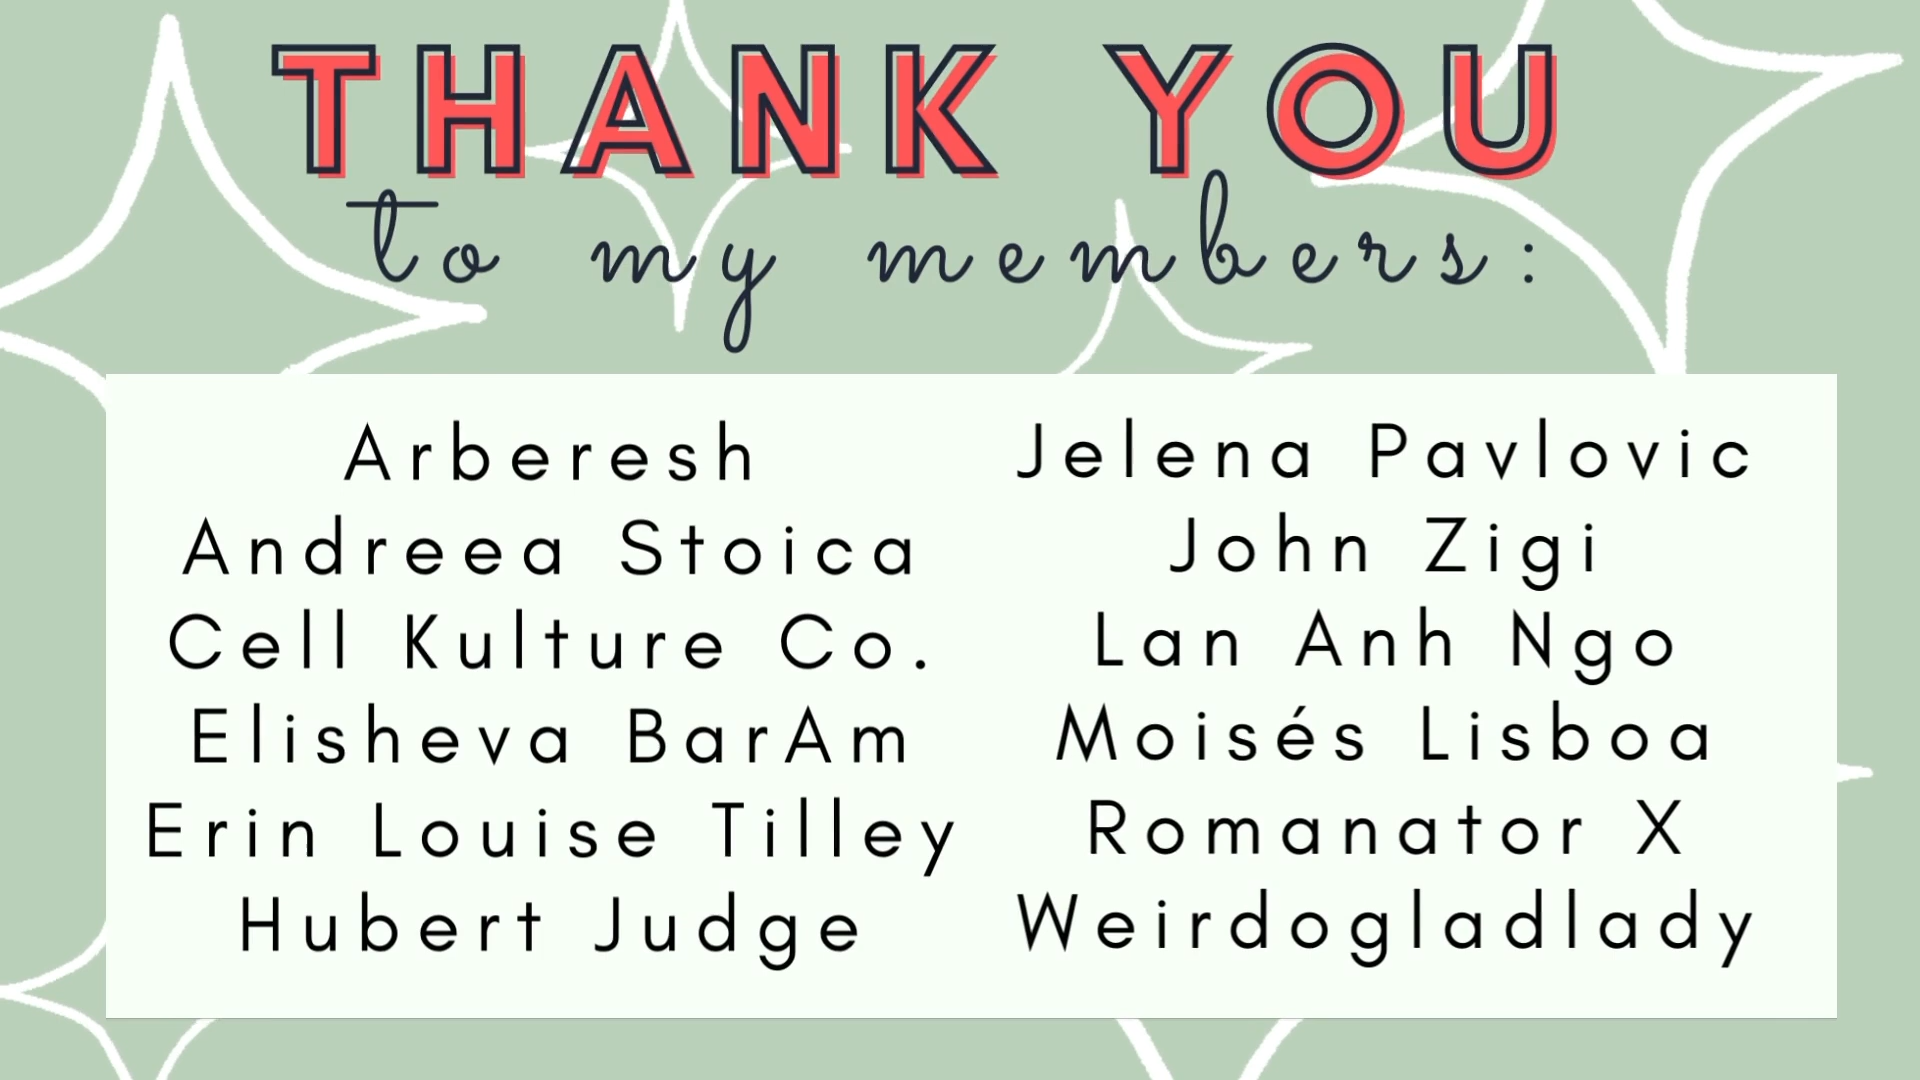 THANK YOU
to my members:
Arberesh
Andreea Stoica
Cell Kulture Co.
Elisheva BarAm
Erin Louise Tilley
Hubert Judge
Jelena Pavlovic
John Zigi
Lan Anh Ngo
Moisés Lisboa
Romanator X
Weirdogladlady